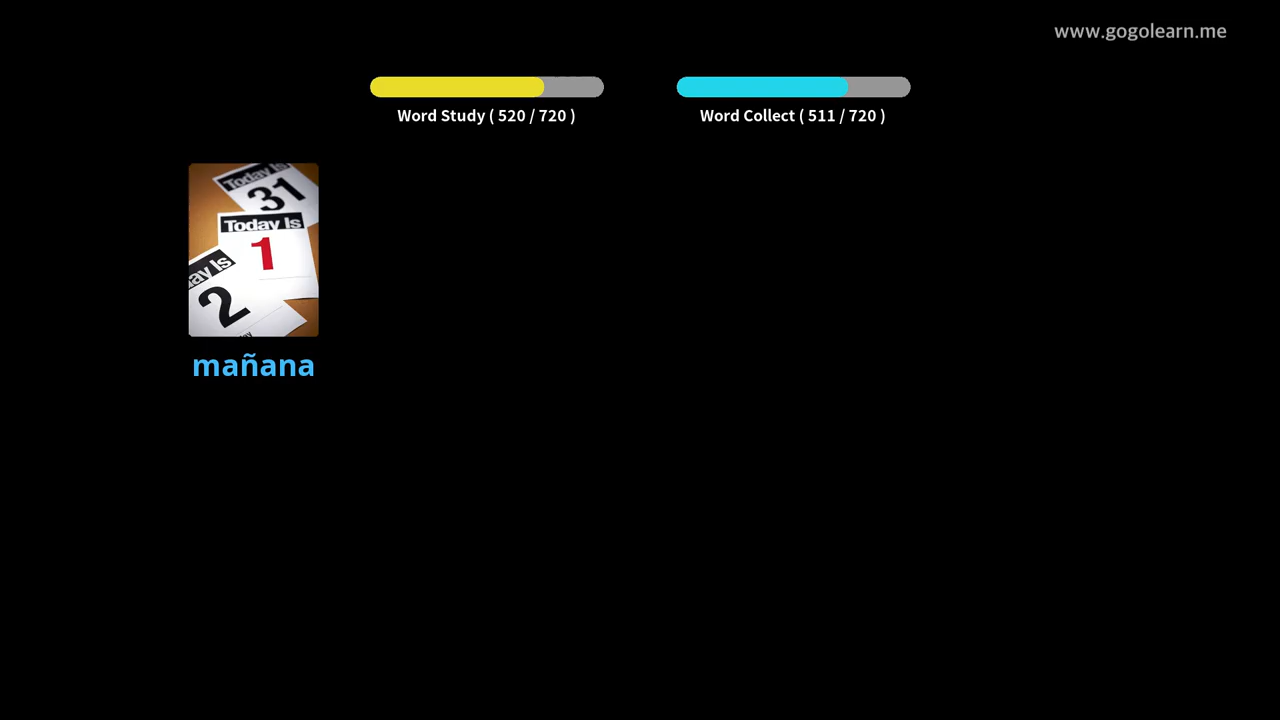 www.gogolearn.me
Word Study ( 520 / 720 )
Word Collect ( 511 / 720 )
Today Is
31
Today Is
1
ay Is
2
mañana